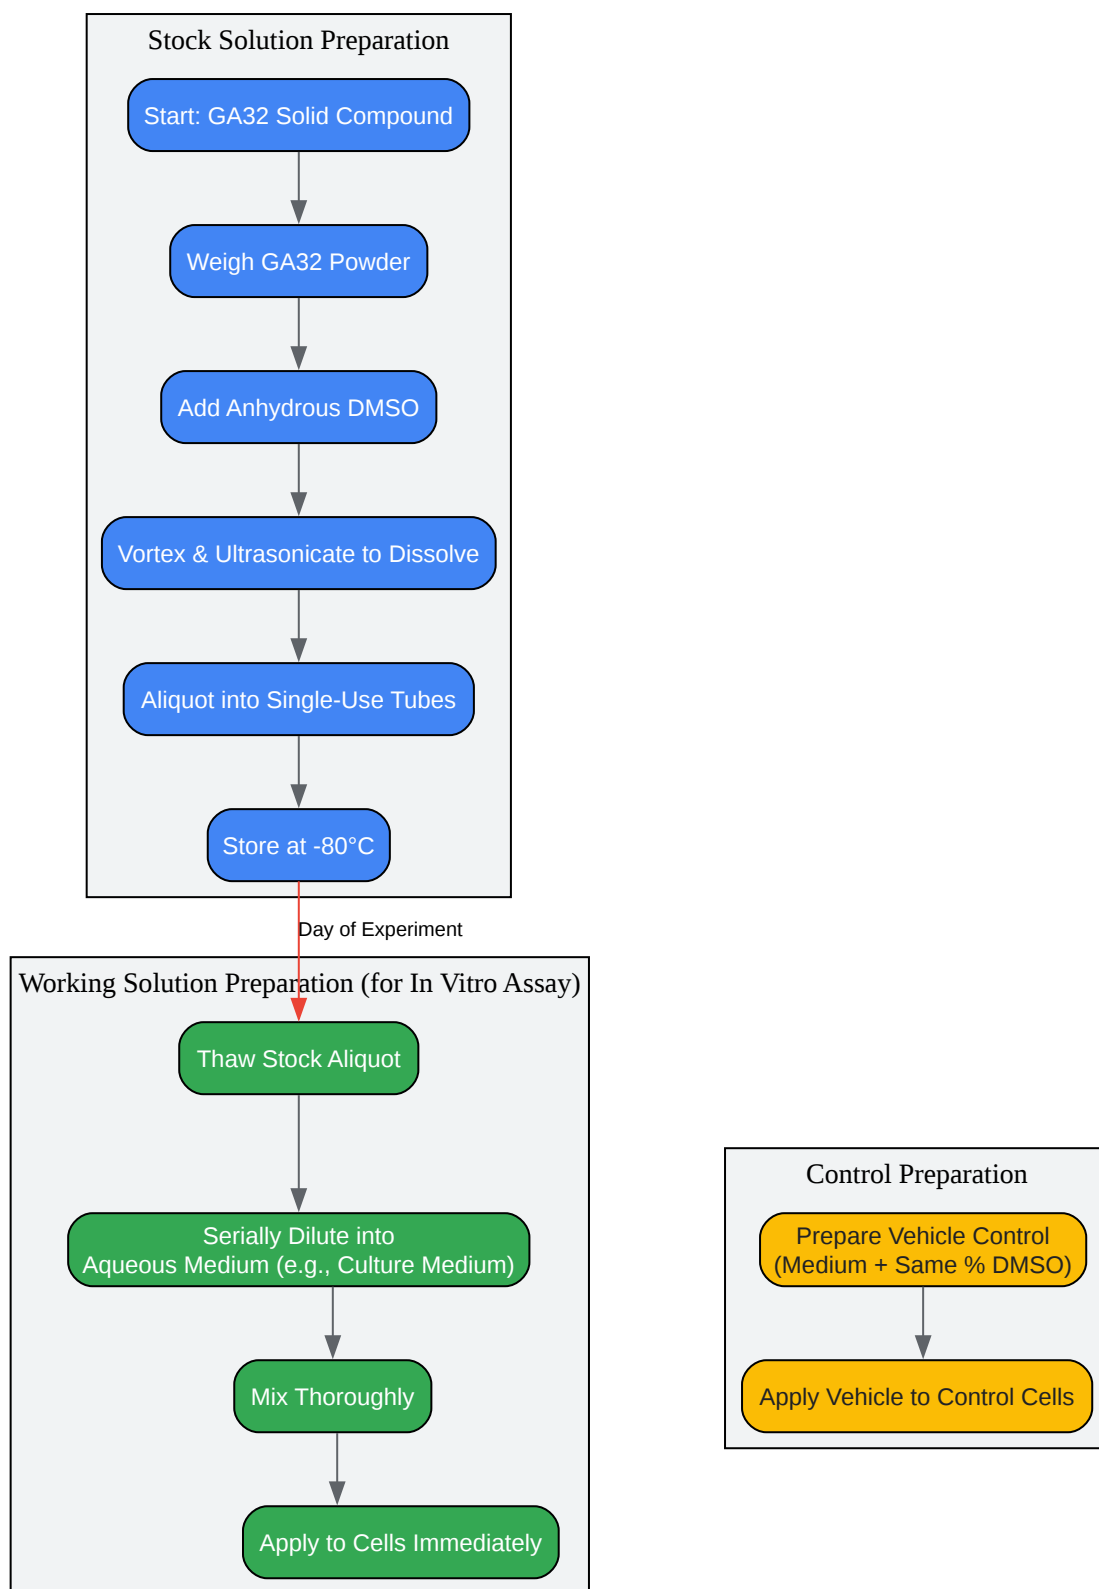 Stock Solution Preparation
Start: GA32 Solid Compound
Weigh GA32 Powder
Add Anhydrous DMSO
Vortex & Ultrasonicate to Dissolve
Aliquot into Single-Use Tubes
Store at -80°C
Day of Experiment
Working Solution Preparation (for In Vitro Assay)
Thaw Stock Aliquot
Serially Dilute into
Aqueous Medium (e.g., Culture Medium)
Mix Thoroughly
Apply to Cells Immediately
Control Preparation
Prepare Vehicle Control
(Medium + Same % DMSO)
Apply Vehicle to Control Cells